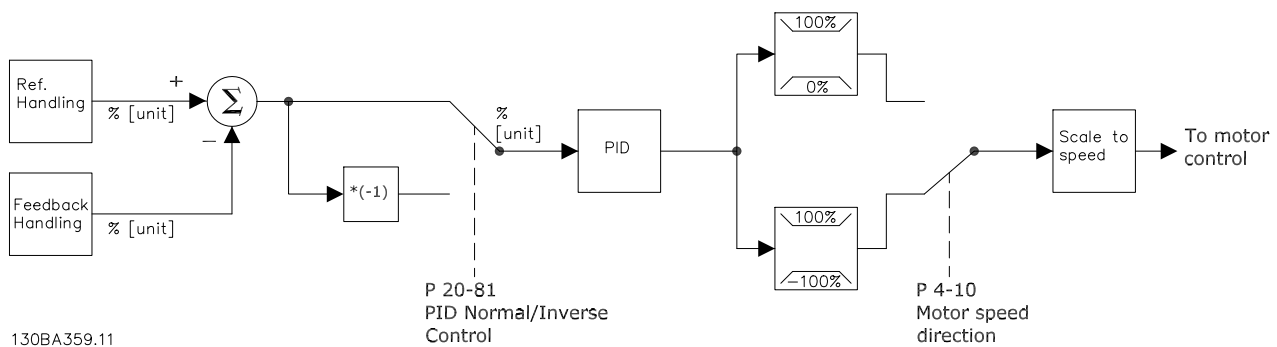 Ref.
Handling
+
% [unit]
Σ
−
Feedback
Handling
% [unit]
*(-1)
%
[unit]
P 20-81
PID Normal/Inverse
Control
PID
100%
0%
100%
−100%
P 4-10
Motor speed
direction
Scale to
speed
To motor
control
130BA359.11